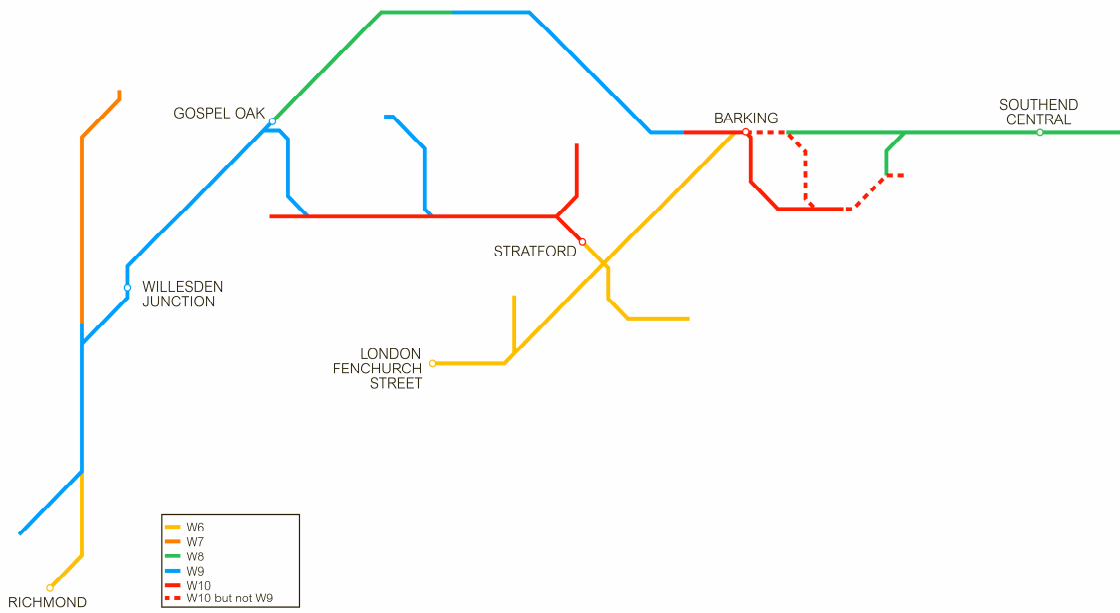 SOUTHEND
CENTRAL
GOSPEL OAK
BARKING
STRATFORD
WILLESDEN
JUNCTION
LONDON
FENCHURCH
STREET
W6
W7
W8
W9
W10
W10 but not W9
RICHMOND